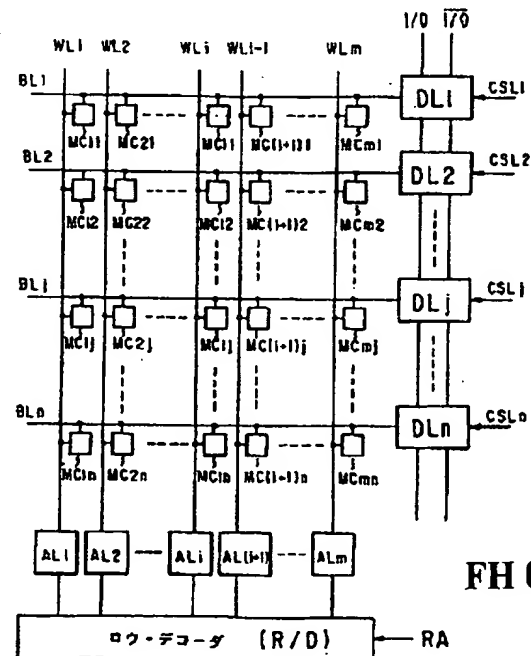 I/O I/O
WL1 WL2 WLi WLi-1 WLm
BL1 DL1 CSL1
MC11 MC21 MCi1 MC(i+1)1 MCm1
BL2 DL2 CSL2
MC12 MC22 MCi2 MC(i+1)2 MCm2
BLj DLj CSLj
MC1j MC2j MCij MC(i+1)j MCmj
BLn DLn CSLn
MC1n MC2n MCin MC(i+1)n MCmn
AL1 AL2 ALi AL(i+1) ALm
FH
ロウ・デコーダ (R/D) RA